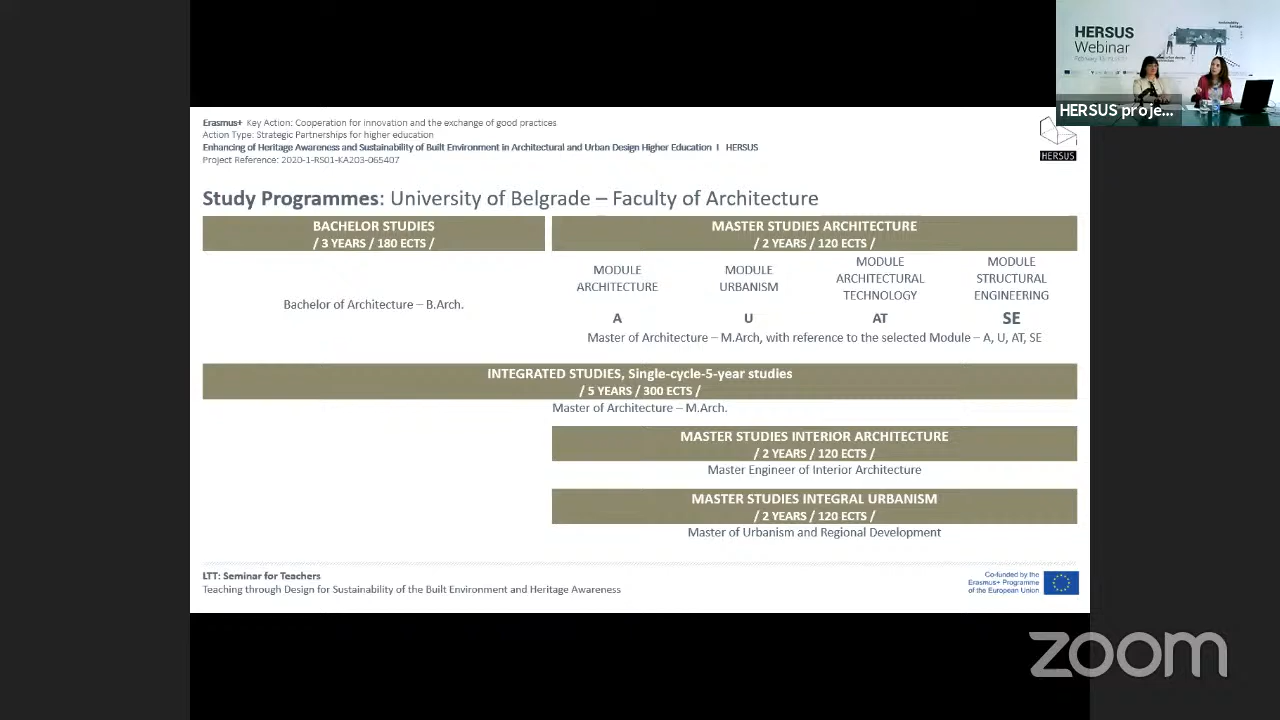 HERSUS
Webinar
HERSUS proje...
Erasmus+ Key Action: Cooperation for innovation and the exchange of good practices
Action Type: Strategic Partnerships for higher education
Enhancing of Heritage Awareness and Sustainability of Built Environment in Architectural and Urban Design Higher Education I HERSUS
Project Reference: 2020-1-RS01-KA203-065407
HERSUS
Study Programmes: University of Belgrade – Faculty of Architecture
BACHELOR STUDIES
/ 3 YEARS / 180 ECTS /
Bachelor of Architecture – B.Arch.
MASTER STUDIES ARCHITECTURE
/ 2 YEARS / 120 ECTS /
MODULE
ARCHITECTURE
A
MODULE
URBANISM
U
MODULE
ARCHITECTURAL
TECHNOLOGY
AT
MODULE
STRUCTURAL
ENGINEERING
SE
Master of Architecture – M.Arch, with reference to the selected Module – A, U, AT, SE
INTEGRATED STUDIES, Single-cycle-5-year studies
/ 5 YEARS / 300 ECTS /
Master of Architecture – M.Arch.
MASTER STUDIES INTERIOR ARCHITECTURE
/ 2 YEARS / 120 ECTS /
Master Engineer of Interior Architecture
MASTER STUDIES INTEGRAL URBANISM
/ 2 YEARS / 120 ECTS /
Master of Urbanism and Regional Development
LTT: Seminar for Teachers
Teaching through Design for Sustainability of the Built Environment and Heritage Awareness
Co-funded by the
Erasmus+ Programme
of the European Union
zoom